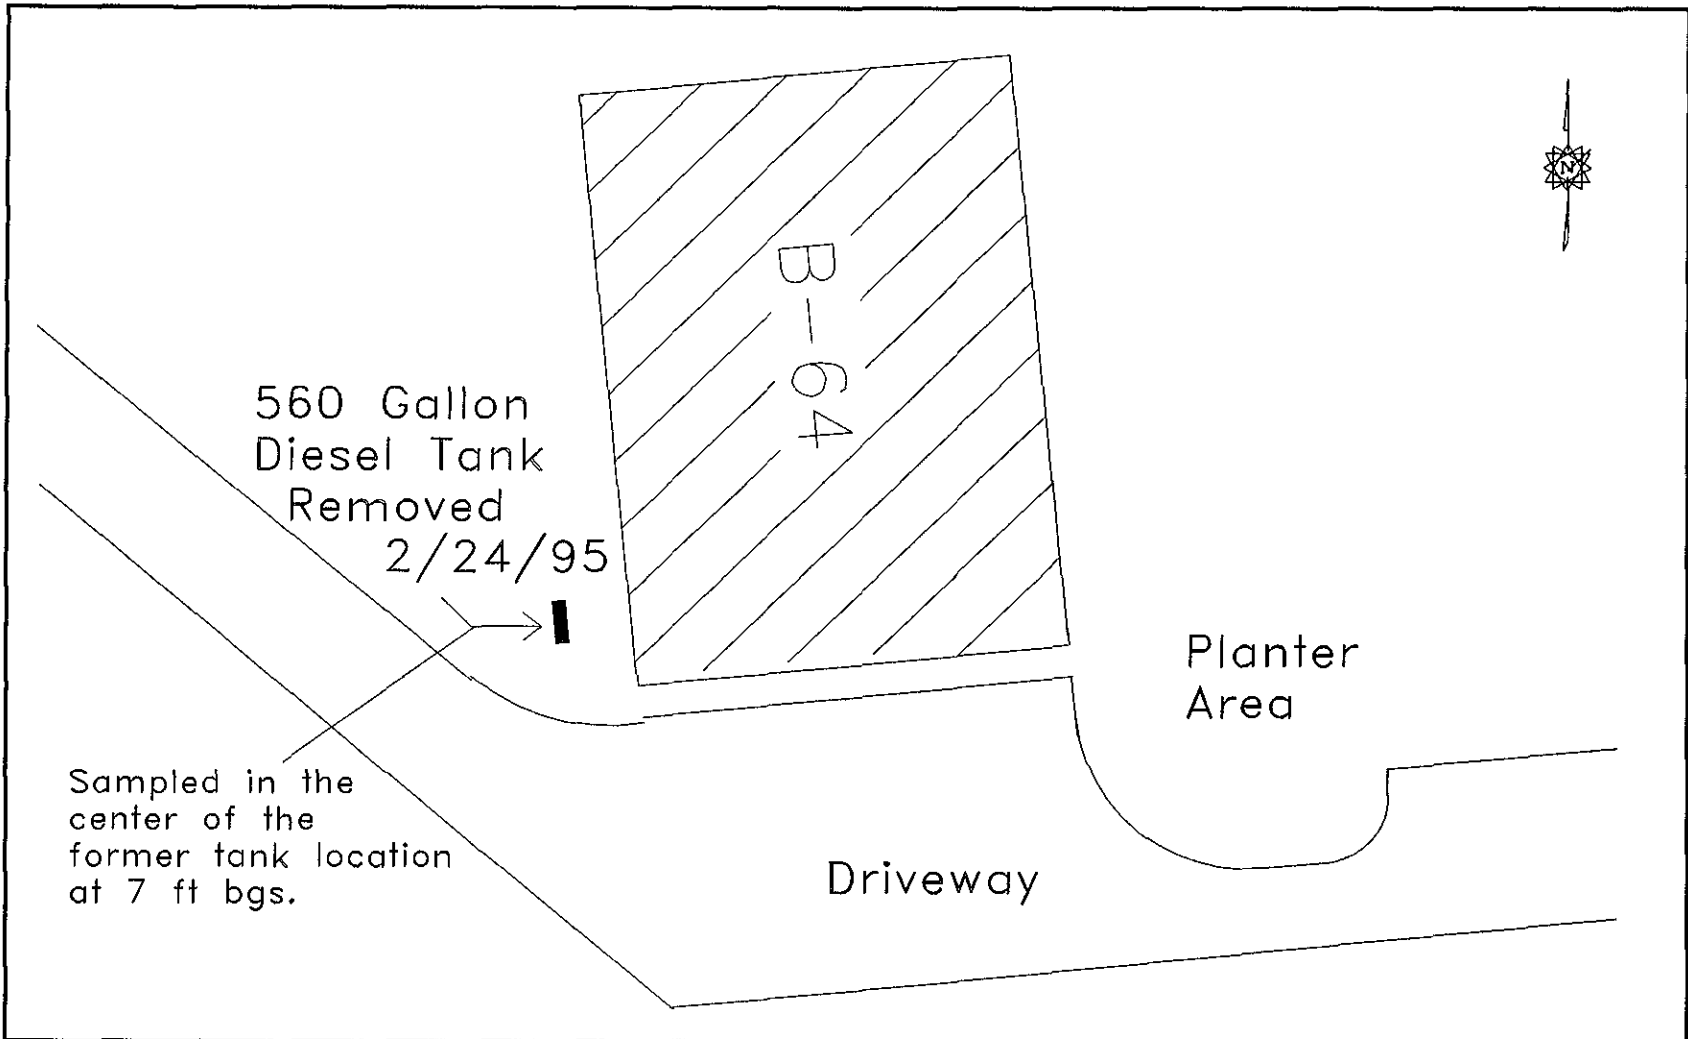 N
B-64
560 Gallon
Diesel Tank
Removed
2/24/95
Planter
Area
Sampled in the
center of the
former tank location
at 7 ft bgs.
Driveway